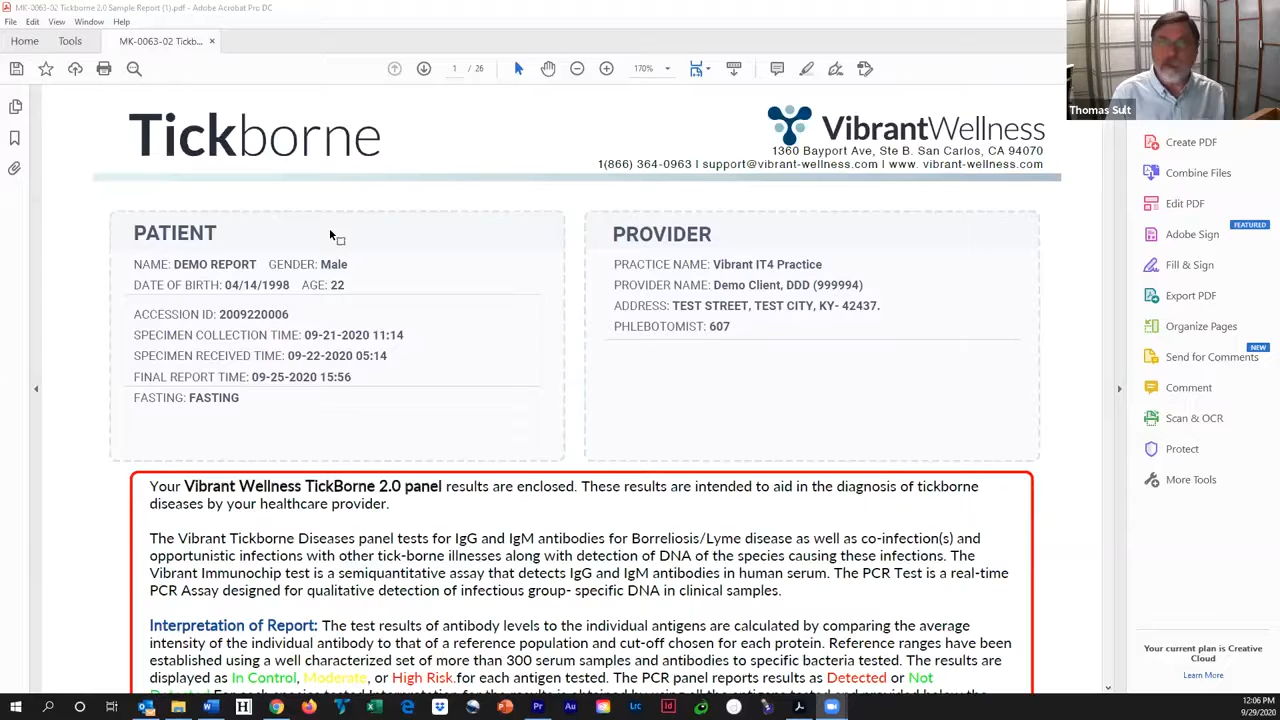 MK-0063-02 Tickborne 2.0 Sample Report (1).pdf - Adobe Acrobat Pro DC
File Edit View Window Help
Home Tools MK-0063-02 Tickb... ×
1 / 26 170%
Thomas Sult
Tickborne
VibrantWellness
1360 Bayport Ave, Ste B. San Carlos, CA 94070
1(866) 364-0963 | support@vibrant-wellness.com | www. vibrant-wellness.com
PATIENT
NAME: DEMO REPORT GENDER: Male
DATE OF BIRTH: 04/14/1998 AGE: 22
ACCESSION ID: 2009220006
SPECIMEN COLLECTION TIME: 09-21-2020 11:14
SPECIMEN RECEIVED TIME: 09-22-2020 05:14
FINAL REPORT TIME: 09-25-2020 15:56
FASTING: FASTING
PROVIDER
PRACTICE NAME: Vibrant IT4 Practice
PROVIDER NAME: Demo Client, DDD (999994)
ADDRESS: TEST STREET, TEST CITY, KY- 42437.
PHLEBOTOMIST: 607
Your Vibrant Wellness TickBorne 2.0 panel results are enclosed. These results are intended to aid in the diagnosis of tickborne
diseases by your healthcare provider.
The Vibrant Tickborne Diseases panel tests for IgG and IgM antibodies for Borreliosis/Lyme disease as well as co-infection(s) and
opportunistic infections with other tick-borne illnesses along with detection of DNA of the species causing these infections. The
Vibrant Immunochip test is a semiquantitative assay that detects IgG and IgM antibodies in human serum. The PCR Test is a real-time
PCR Assay designed for qualitative detection of infectious group- specific DNA in clinical samples.
Interpretation of Report: The test results of antibody levels to the individual antigens are calculated by comparing the average
intensity of the individual antibody to that of a reference population and cut-off chosen for each protein. Reference ranges have been
established using a well characterized set of more than 300 serum samples and antibodies to specific bacteria tested. The results are
displayed as In Control, Moderate, or High Risk.for each antigen tested. The PCR panel reports results as Detected or Not
Create PDF
Combine Files
Edit PDF
FEATURED
Adobe Sign
Fill & Sign
Export PDF
Organize Pages
NEW
Send for Comments
Comment
Scan & OCR
Protect
More Tools
Your current plan is Creative
Cloud
Learn More
12:06 PM
9/29/2020